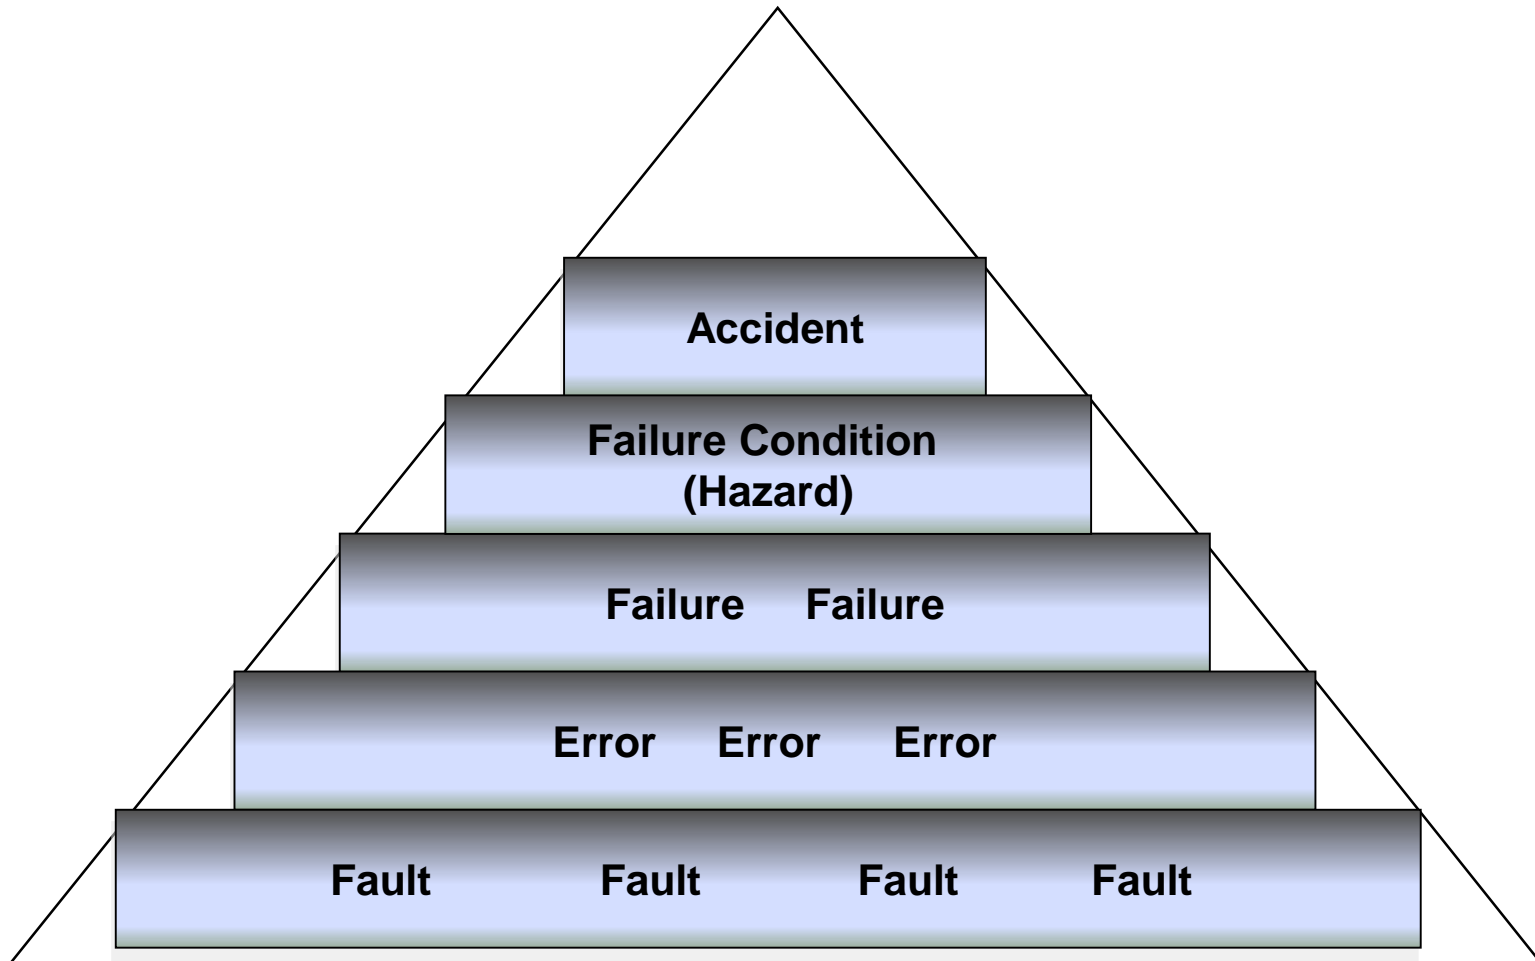 Accident
Failure Condition
(Hazard)
Failure Failure
Error Error Error
Fault Fault Fault Fault